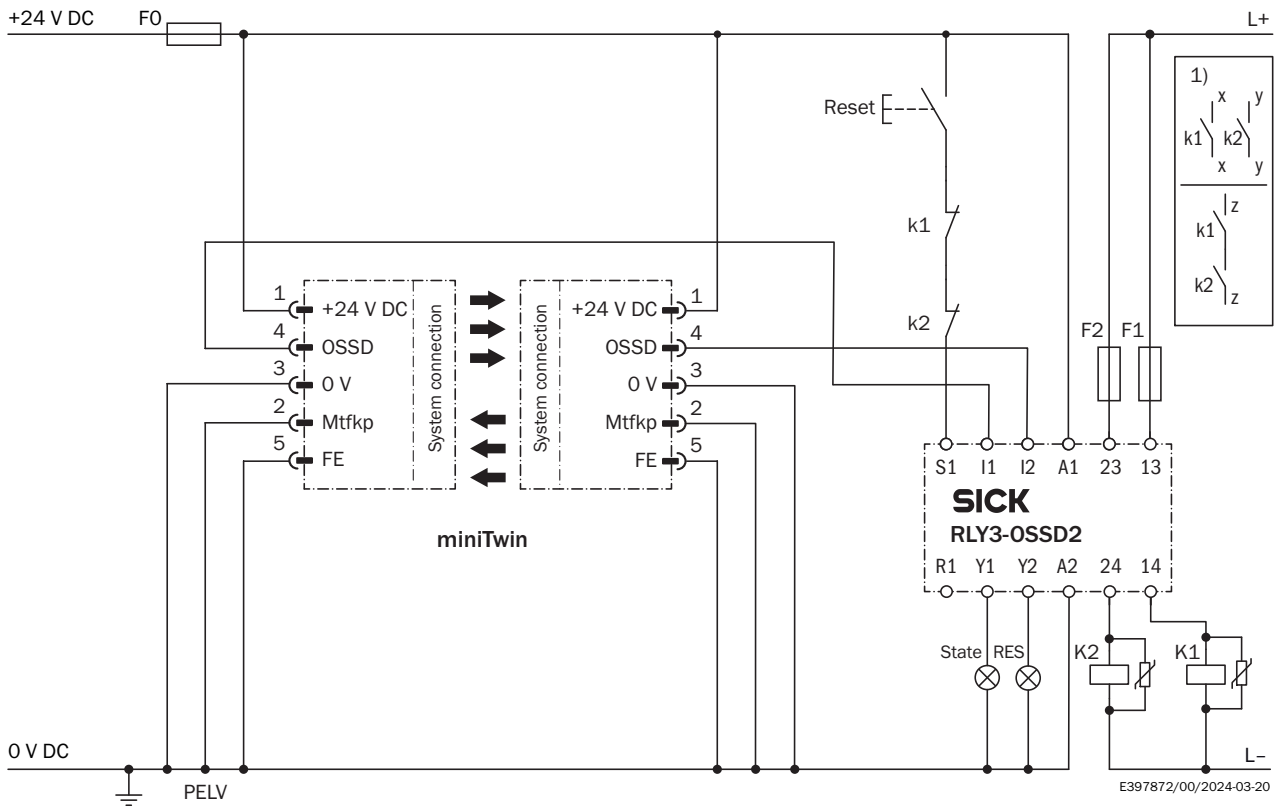 +24 V DC
F0
L+
1)
x
y
k1
k2
x
y
z
k1
k2
z
Reset
k1
k2
F2
F1
1
+24 V DC
4
OSSD
3
0 V
2
Mtfkp
5
FE
System connection
System connection
+24 V DC
1
OSSD
4
0 V
3
Mtfkp
2
FE
5
miniTwin
S1 I1 I2 A1 23 13
SICK
RLY3-OSSD2
R1 Y1 Y2 A2 24 14
State
RES
K2
K1
0 V DC
L–
PELV
E397872/00/2024-03-20